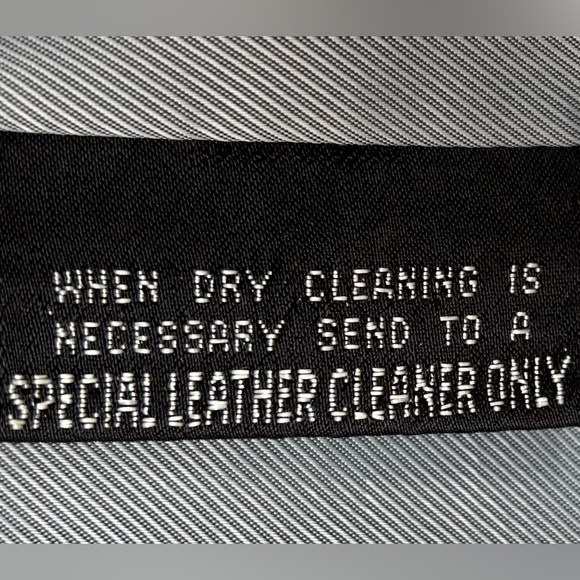 WHEN DRY CLEANING IS
NECESSARY SEND TO A
SPECIAL LEATHER CLEANER ONLY